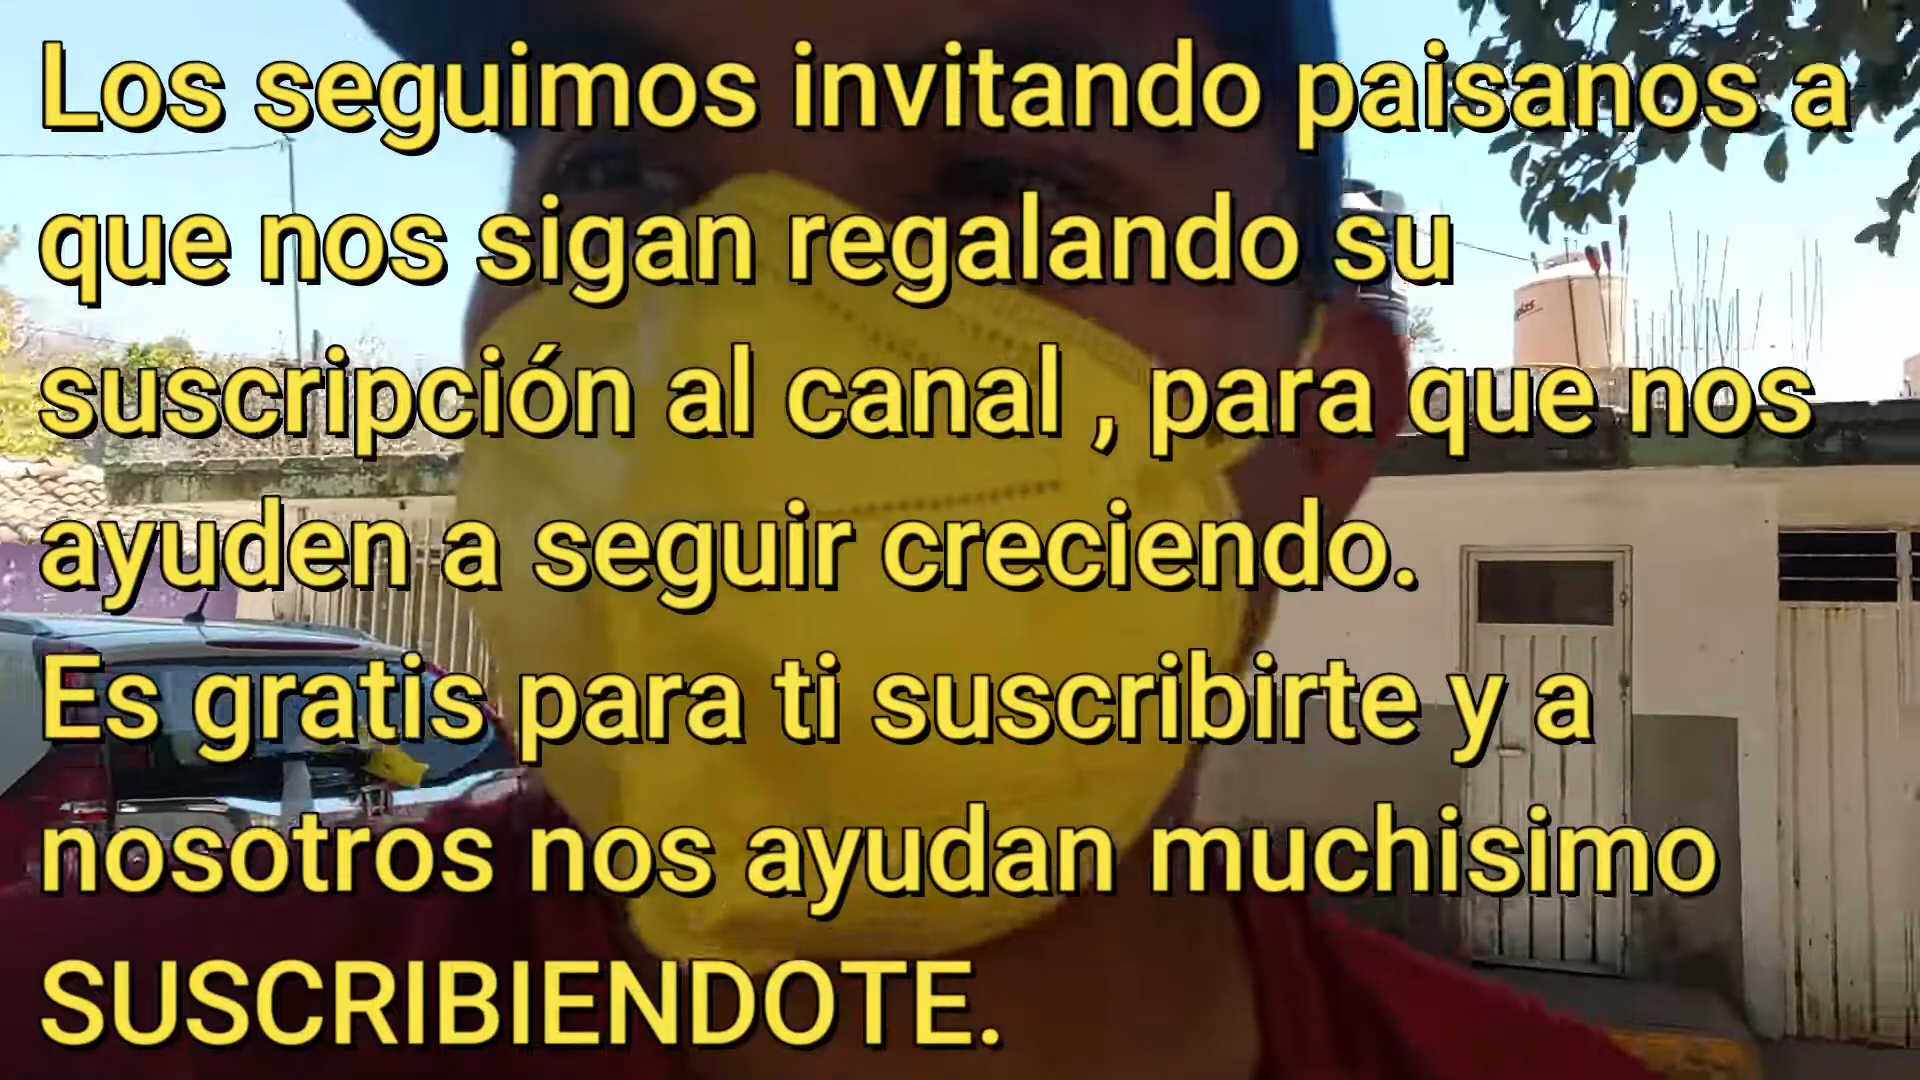 Los seguimos invitando paisanos a
que nos sigan regalando su
suscripción al canal , para que nos
ayuden a seguir creciendo.
Es gratis para ti suscribirte y a
nosotros nos ayudan muchisimo
SUSCRIBIENDOTE.